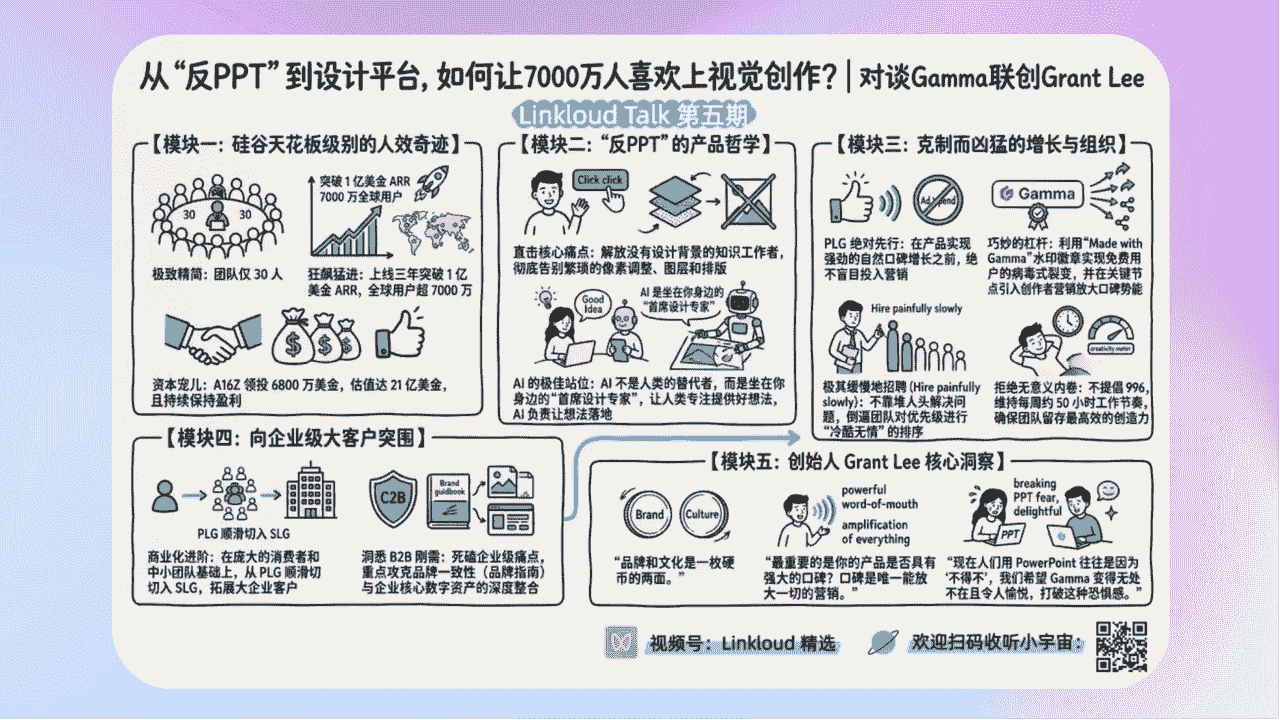 从“反PPT”到设计平台, 如何让7000万人喜欢上视觉创作? | 对谈Gamma联创Grant Lee
Linkloud Talk 第五期
【模块一: 硅谷天花板级别的人效奇迹】
30
30
极致精简: 团队仅 30 人
突破 1 亿美金 ARR
7000 万全球用户
狂飙猛进: 上线三年突破 1 亿
美金 ARR, 全球用户超 7000 万
资本宠儿: A16Z 领投 6800 万美金, 估值达 21 亿美金,
且持续保持盈利
【模块二: “反PPT” 的产品哲学】
Click click
直击核心痛点: 解放没有设计背景的知识工作者,
彻底告别繁琐的像素调整、图层和排版
Good
Idea
AI 是坐在你身边的
“首席设计专家”
AI 的极佳站位: AI 不是人类的替代者, 而是坐在你
身边的“首席设计专家”, 让人类专注提供好想法,
AI 负责让想法落地
【模块三: 克制而凶猛的增长与组织】
PLG 绝对先行: 在产品实现
强劲的自然口碑增长之前, 绝
不盲目投入营销
Gamma
巧妙的杠杆: 利用“Made with
Gamma”水印徽章实现免费用
户的病毒式裂变, 并在关键节
点引入创作者营销放大口碑势能
Hire painfully slowly
极其缓慢地招聘 (Hire painfully
slowly): 不靠堆人头解决问
题, 倒逼团队对优先级进行
“冷酷无情” 的排序
creativity meter
拒绝无意义内卷: 不提倡 996,
维持每周约 50 小时工作节奏,
确保团队留存最高效的创造力
【模块四: 向企业级大客户突围】
PLG 顺滑切入 SLG
商业化进阶: 在庞大的消费者和
中小团队基础上, 从 PLG 顺滑切
切入 SLG, 拓展大企业客户
C2B
Brand
guidbook
洞悉 B2B 刚需: 死磕企业级痛点,
重点攻克品牌一致性 (品牌指南)
与企业核心数字资产的深度整合
【模块五: 创始人 Grant Lee 核心洞察】
Brand
Culture
“品牌和文化是一枚硬
币的两面。”
powerful
word-of-mouth
amplification
of everything
“最重要的是你的产品是否具有
强大的口碑? 口碑是唯一能放
大一切的营销。”
breaking
PPT fear,
delightful
PPT
“现在人们用 PowerPoint 往往是因为
‘不得不’, 我们希望 Gamma 变得无处
不在且令人愉悦, 打破这种恐惧感。”
视频号: Linkloud 精选
欢迎扫码收听小宇宙: